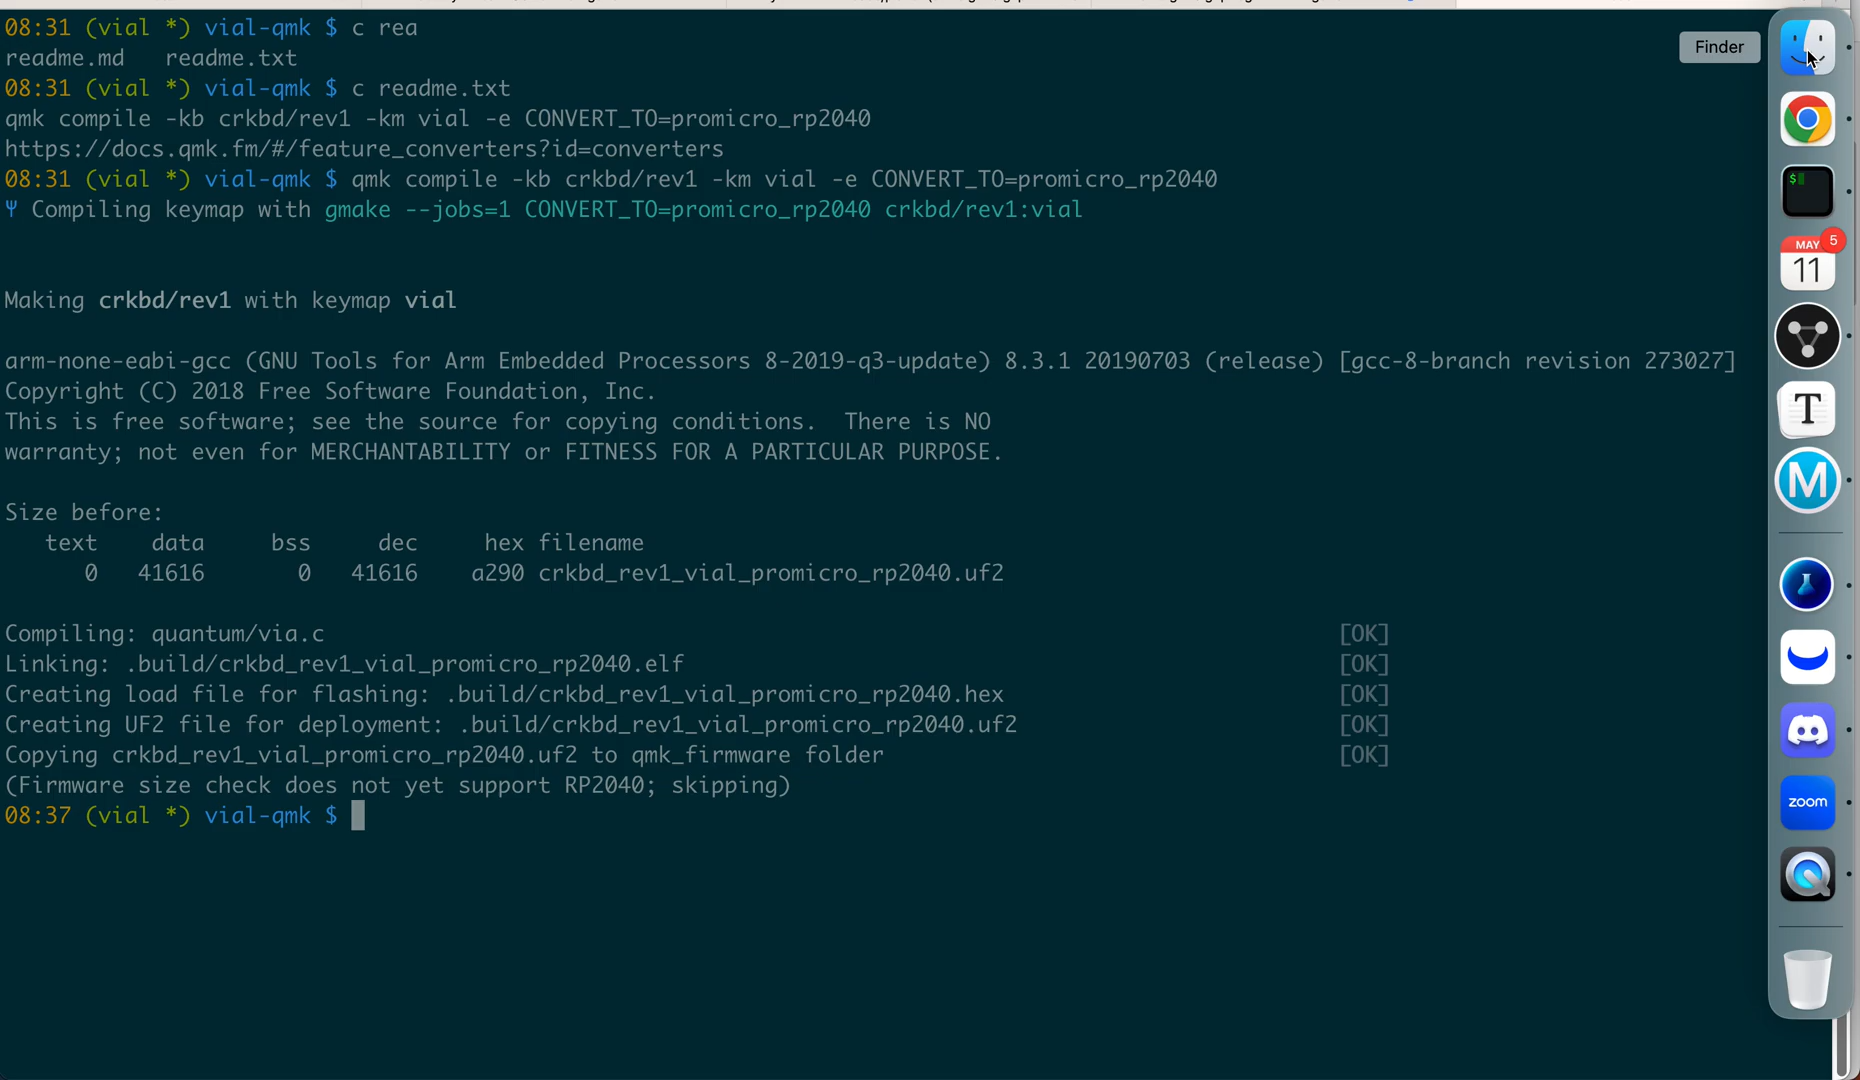 08:31 (vial *) vial-qmk $ c rea
Finder
readme.md   readme.txt
08:31 (vial *) vial-qmk $ c readme.txt
qmk compile -kb crkbd/rev1 -km vial -e CONVERT_TO=promicro_rp2040
https://docs.qmk.fm/#/feature_converters?id=converters
08:31 (vial *) vial-qmk $ qmk compile -kb crkbd/rev1 -km vial -e CONVERT_TO=promicro_rp2040
Ψ Compiling keymap with gmake --jobs=1 CONVERT_TO=promicro_rp2040 crkbd/rev1:vial
Making crkbd/rev1 with keymap vial
arm-none-eabi-gcc (GNU Tools for Arm Embedded Processors 8-2019-q3-update) 8.3.1 20190703 (release) [gcc-8-branch revision 273027]
Copyright (C) 2018 Free Software Foundation, Inc.
This is free software; see the source for copying conditions.  There is NO
warranty; not even for MERCHANTABILITY or FITNESS FOR A PARTICULAR PURPOSE.
Size before:
   text    data     bss     dec     hex filename
      0   41616       0   41616    a290 crkbd_rev1_vial_promicro_rp2040.uf2
Compiling: quantum/via.c [OK]
Linking: .build/crkbd_rev1_vial_promicro_rp2040.elf [OK]
Creating load file for flashing: .build/crkbd_rev1_vial_promicro_rp2040.hex [OK]
Creating UF2 file for deployment: .build/crkbd_rev1_vial_promicro_rp2040.uf2 [OK]
Copying crkbd_rev1_vial_promicro_rp2040.uf2 to qmk_firmware folder [OK]
(Firmware size check does not yet support RP2040; skipping)
08:37 (vial *) vial-qmk $
$
MAY
5
11
T
M
zoom